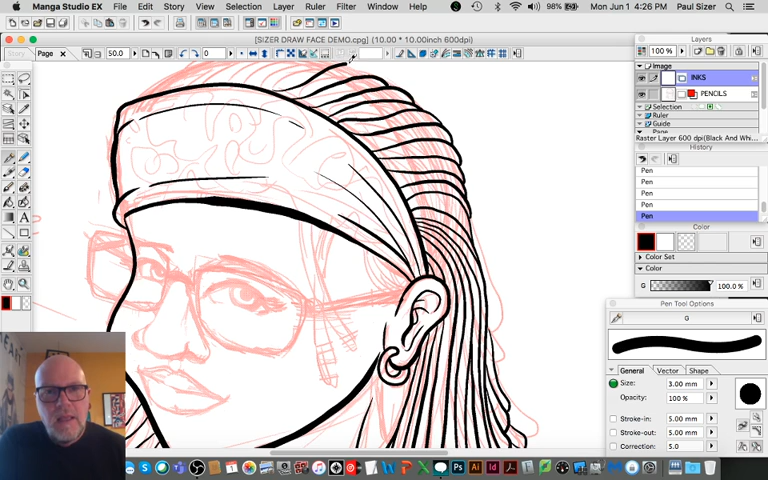 Manga Studio EX File Edit Story View Selection Layer Ruler Filter Window Help 98% Mon Jun 1 4:26 PM Paul Sizer
[SIZER DRAW FACE DEMO.cpg] (10.00 * 10.00inch 600dpi)
Story Page 50.0 0
Layers
100 %
Image
INKS
PENCILS
Selection
Ruler
Guide
Page
Raster Layer 600 dpi(Black And Whi...
History
Pen
Pen
Pen
Pen
Pen
Color
Color Set
Color
G 100.0 %
Pen Tool Options
G
General Vector Shape
Size: 3.00 mm
Opacity: 100 %
Stroke-in: 5.00 mm
Stroke-out: 5.00 mm
Correction: 5.0